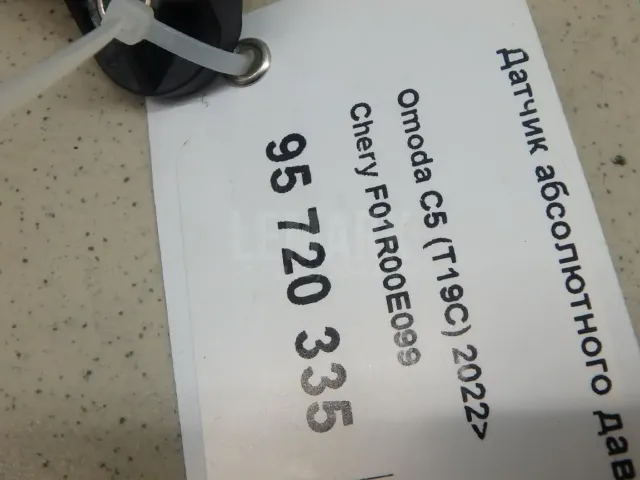 Датчик абсолютного дав
Omoda C5 (T19C) 2022>
Chery F01R00E099
95 720 335